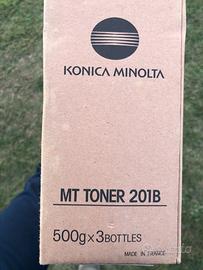 KONICA MINOLTA
MT TONER 201B
500g×3BOTTLES
MADE IN FRANCE